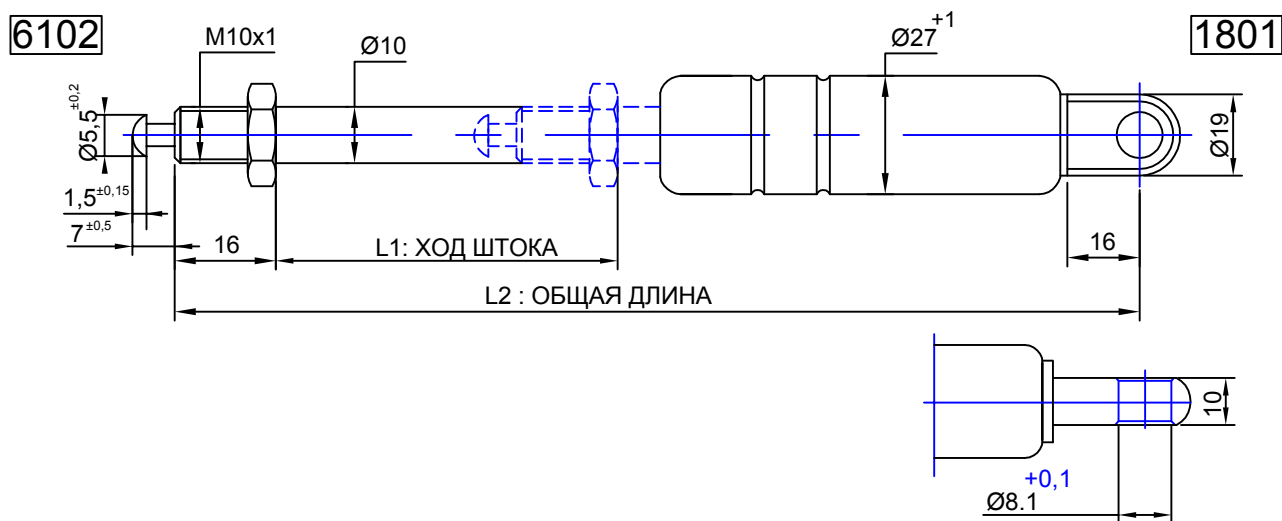 6102
1801
M10x1
Ø10
Ø27 +1
Ø5,5 ±0,2
Ø19
1,5 ±0,15
7 ±0,5
16
L1: ХОД ШТОКА
16
L2 : ОБЩАЯ ДЛИНА
10
+0,1
Ø8.1